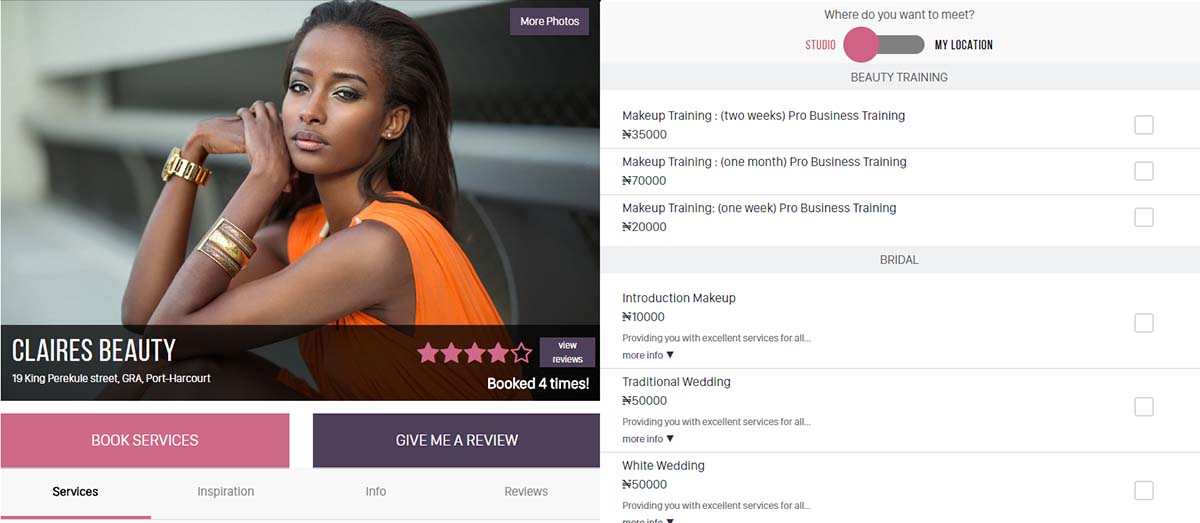 More Photos
CLAIRES BEAUTY
19 King Perekule street, GRA, Port-Harcourt
view
reviews
Booked 4 times!
BOOK SERVICES
GIVE ME A REVIEW
Services
Inspiration
Info
Reviews
Where do you want to meet?
STUDIO
MY LOCATION
BEAUTY TRAINING
Makeup Training : (two weeks) Pro Business Training
₦35000
Makeup Training : (one month) Pro Business Training
₦70000
Makeup Training: (one week) Pro Business Training
₦20000
BRIDAL
Introduction Makeup
₦10000
Providing you with excellent services for all...
more info ▼
Traditional Wedding
₦50000
Providing you with excellent services for all...
more info ▼
White Wedding
₦50000
Providing you with excellent services for all...
more info ▼